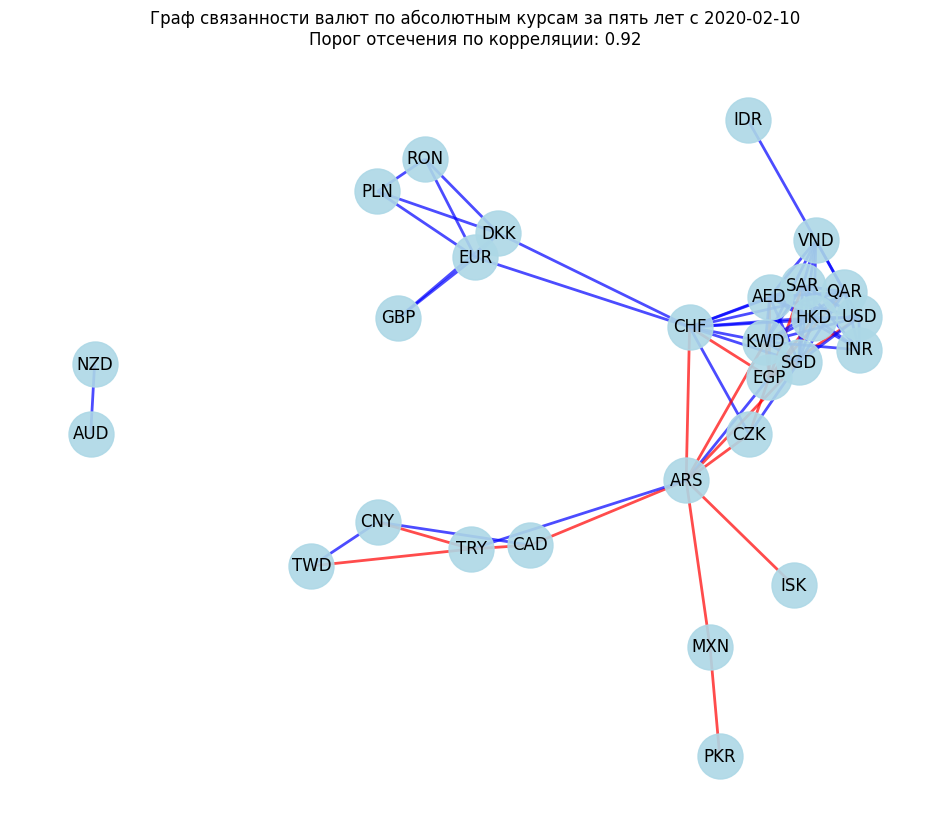 Граф связанности валют по абсолютным курсам за пять лет с 2020-02-10
Порог отсечения по корреляции: 0.92
IDR
RON
PLN
DKK
VND
EUR
SAR
QAR
AED
GBP
HKD
USD
CHF
KWD
INR
SGD
NZD
EGP
AUD
CZK
ARS
CNY
CAD
TRY
TWD
ISK
MXN
PKR